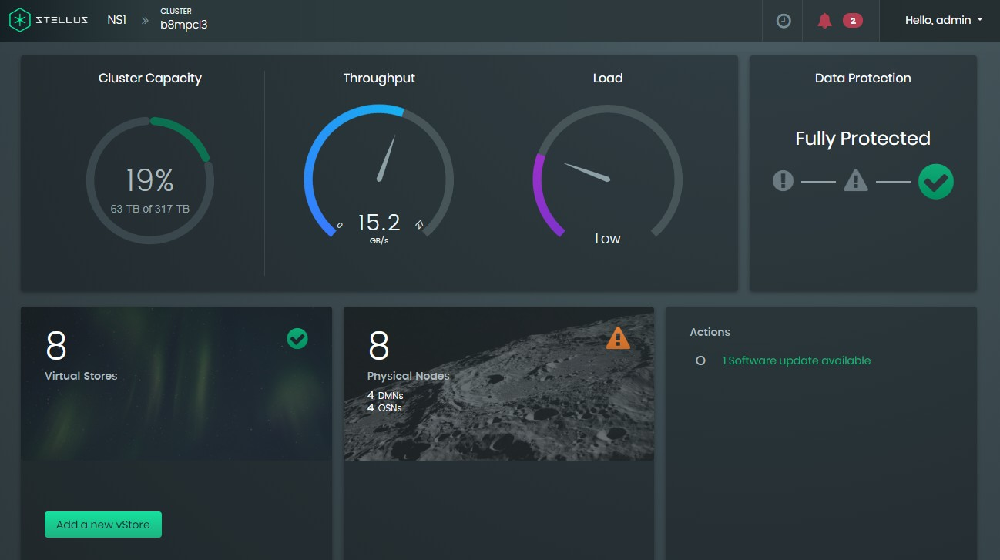 STELLUS
NS1
CLUSTER
b8mpcl3
2
Hello, admin
Cluster Capacity
19%
63 TB of 317 TB
Throughput
0
15.2
27
GB/s
Load
Low
Data Protection
Fully Protected
8
Virtual Stores
Add a new vStore
8
Physical Nodes
4 DMNs
4 OSNs
Actions
1 Software update available